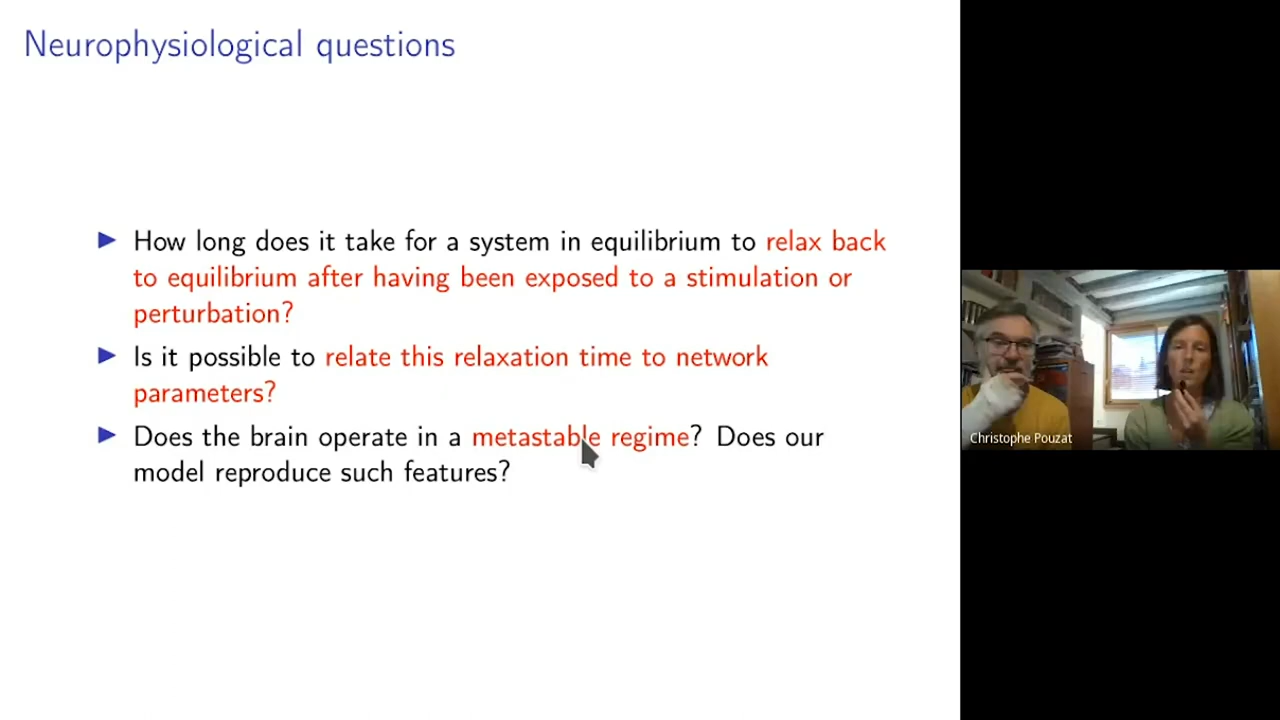 Neurophysiological questions
How long does it take for a system in equilibrium to relax back
to equilibrium after having been exposed to a stimulation or
perturbation?
Is it possible to relate this relaxation time to network
parameters?
Does the brain operate in a metastable regime? Does our
model reproduce such features?
Christophe Pouzat